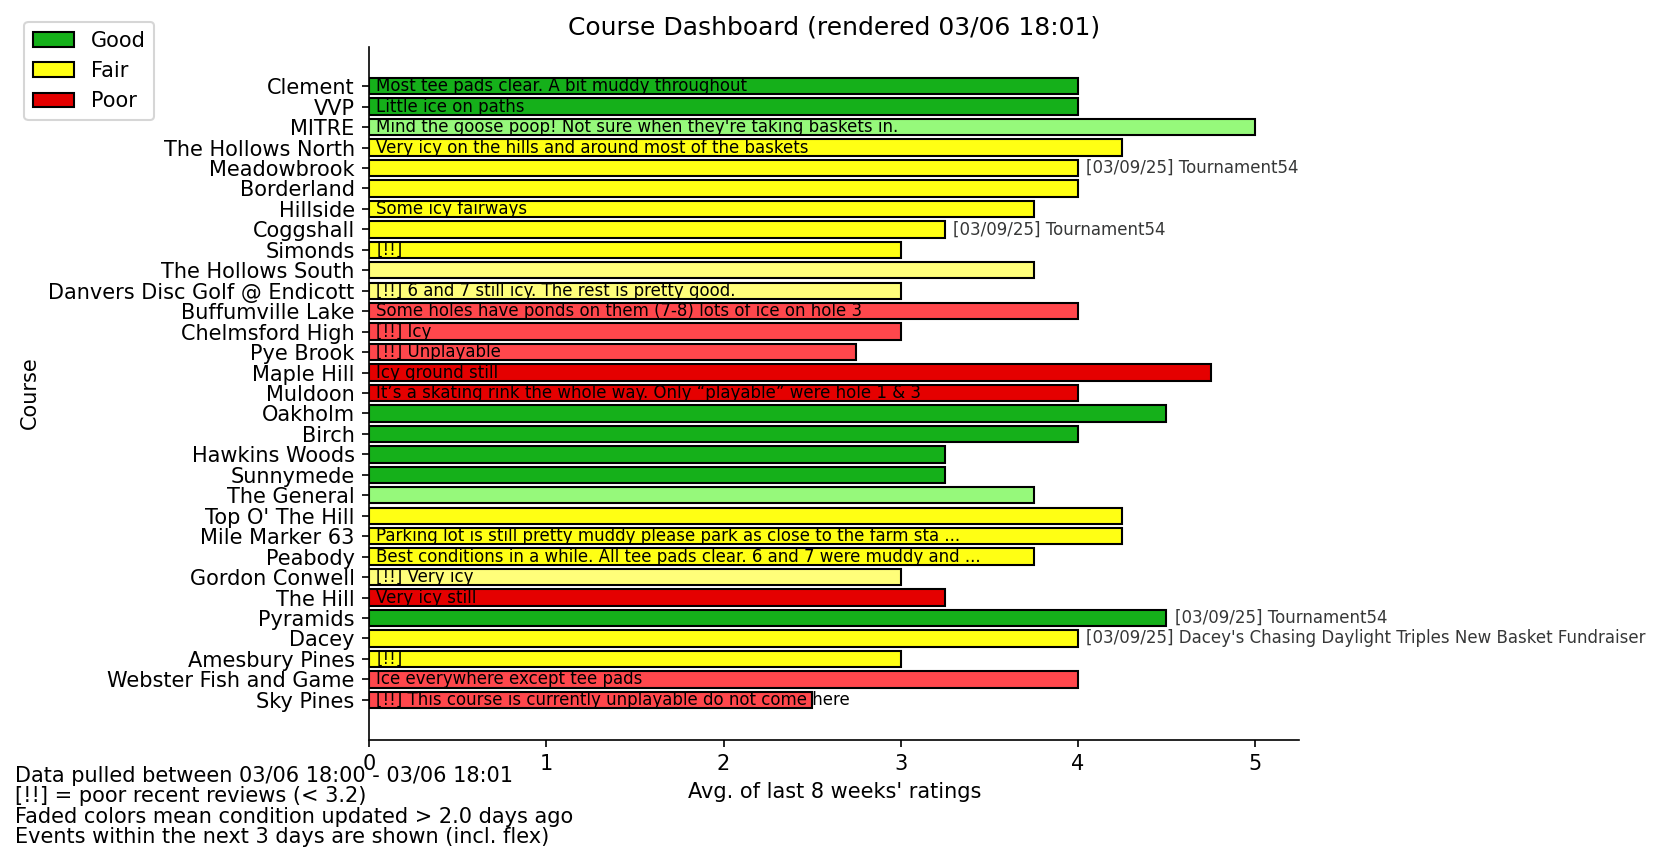 Course Dashboard (rendered 03/06 18:01)
Good
Fair
Poor
Course
Clement Most tee pads clear. A bit muddy throughout
VVP Little ice on paths
MITRE Mind the goose poop! Not sure when they're taking baskets in.
The Hollows North Very icy on the hills and around most of the baskets
Meadowbrook [03/09/25] Tournament54
Borderland
Hillside Some icy fairways
Coggshall [03/09/25] Tournament54
Simonds [!!]
The Hollows South
Danvers Disc Golf @ Endicott [!!] 6 and 7 still icy. The rest is pretty good.
Buffumville Lake Some holes have ponds on them (7-8) lots of ice on hole 3
Chelmsford High [!!] Icy
Pye Brook [!!] Unplayable
Maple Hill Icy ground still
Muldoon It’s a skating rink the whole way. Only “playable” were hole 1 & 3
Oakholm
Birch
Hawkins Woods
Sunnymede
The General
Top O' The Hill
Mile Marker 63 Parking lot is still pretty muddy please park as close to the farm sta ...
Peabody Best conditions in a while. All tee pads clear. 6 and 7 were muddy and ...
Gordon Conwell [!!] Very icy
The Hill Very icy still
Pyramids [03/09/25] Tournament54
Dacey [03/09/25] Dacey's Chasing Daylight Triples New Basket Fundraiser
Amesbury Pines [!!]
Webster Fish and Game Ice everywhere except tee pads
Sky Pines [!!] This course is currently unplayable do not come here
0 1 2 3 4 5
Avg. of last 8 weeks' ratings
Data pulled between 03/06 18:00 - 03/06 18:01
[!!] = poor recent reviews (< 3.2)
Faded colors mean condition updated > 2.0 days ago
Events within the next 3 days are shown (incl. flex)